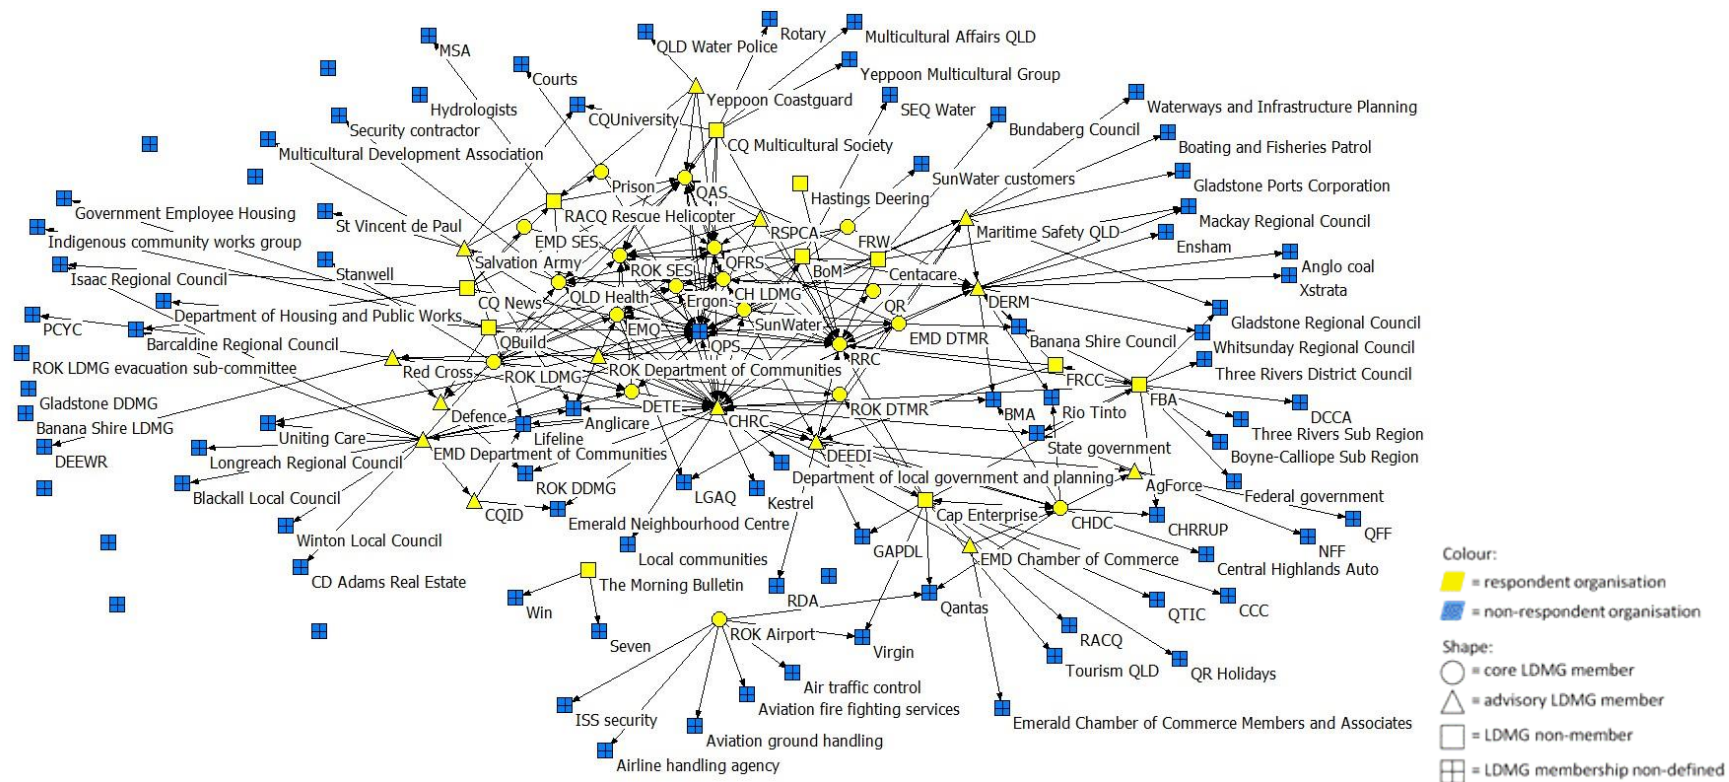 Rotary
Multicultural Affairs QLD
QLD Water Police
MSA
Yeppoon Multicultural Group
Courts
Yeppoon Coastguard
Waterways and Infrastructure Planning
Hydrologists
SEQ Water
CQUniversity
Bundaberg Council
Security contractor
CQ Multicultural Society
Boating and Fisheries Patrol
Multicultural Development Association
SunWater customers
Prison
QAS
Gladstone Ports Corporation
Hastings Deering
Government Employee Housing
St Vincent de Paul
RACQ Rescue Helicopter
RSPCA
Maritime Safety QLD
Mackay Regional Council
Indigenous community works group
EMD SES
FRW
Ensham
Salvation Army
ROK SES
QFRS
BoM
Centacare
Anglo coal
Stanwell
Isaac Regional Council
Xstrata
CQ News
QLD Health
Ergon
CH LDMG
QR
DERM
Department of Housing and Public Works
Gladstone Regional Council
PCYC
EMQ
SunWater
EMD DTMR
Barcaldine Regional Council
QBuild
QPS
Banana Shire Council
Whitsunday Regional Council
RRC
ROK LDMG evacuation sub-committee
Red Cross
ROK LDMG
ROK Department of Communities
FRCC
Three Rivers District Council
Gladstone DDMG
FBA
Defence
DETE
ROK DTMR
BMA
Rio Tinto
DCCA
Banana Shire LDMG
Anglicare
CHRC
Uniting Care
Lifeline
Three Rivers Sub Region
State government
DEEWR
EMD Department of Communities
DEEDI
Boyne-Calliope Sub Region
Longreach Regional Council
Department of local government and planning
ROK DDMG
AgForce
Blackall Local Council
LGAQ
Kestrel
Federal government
CQID
Emerald Neighbourhood Centre
Cap Enterprise
CHDC
CHRRUP
QFF
Winton Local Council
GAPDL
NFF
Local communities
EMD Chamber of Commerce
Central Highlands Auto
CD Adams Real Estate
The Morning Bulletin
RDA
Qantas
Win
QTIC
CCC
ROK Airport
RACQ
Seven
Virgin
Tourism QLD
QR Holidays
Air traffic control
Aviation fire fighting services
ISS security
Emerald Chamber of Commerce Members and Associates
Aviation ground handling
Airline handling agency
Colour:
= respondent organisation
= non-respondent organisation
Shape:
= core LDMG member
= advisory LDMG member
= LDMG non-member
= LDMG membership non-defined